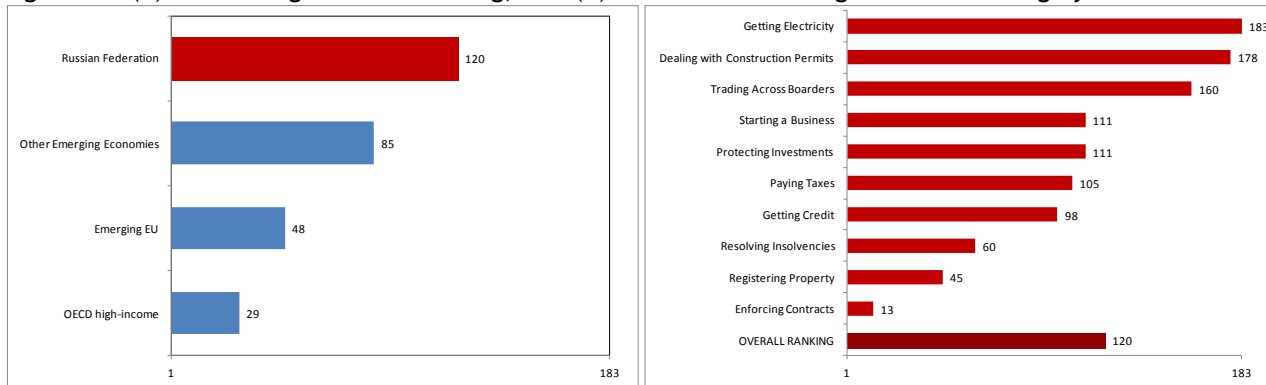 Russian Federation
120
Other Emerging Economies
85
Emerging EU
48
OECD high-income
29
1
183
Getting Electricity
183
Dealing with Construction Permits
178
Trading Across Boarders
160
Starting a Business
111
Protecting Investments
111
Paying Taxes
105
Getting Credit
98
Resolving Insolvencies
60
Registering Property
45
Enforcing Contracts
13
OVERALL RANKING
120
1
183